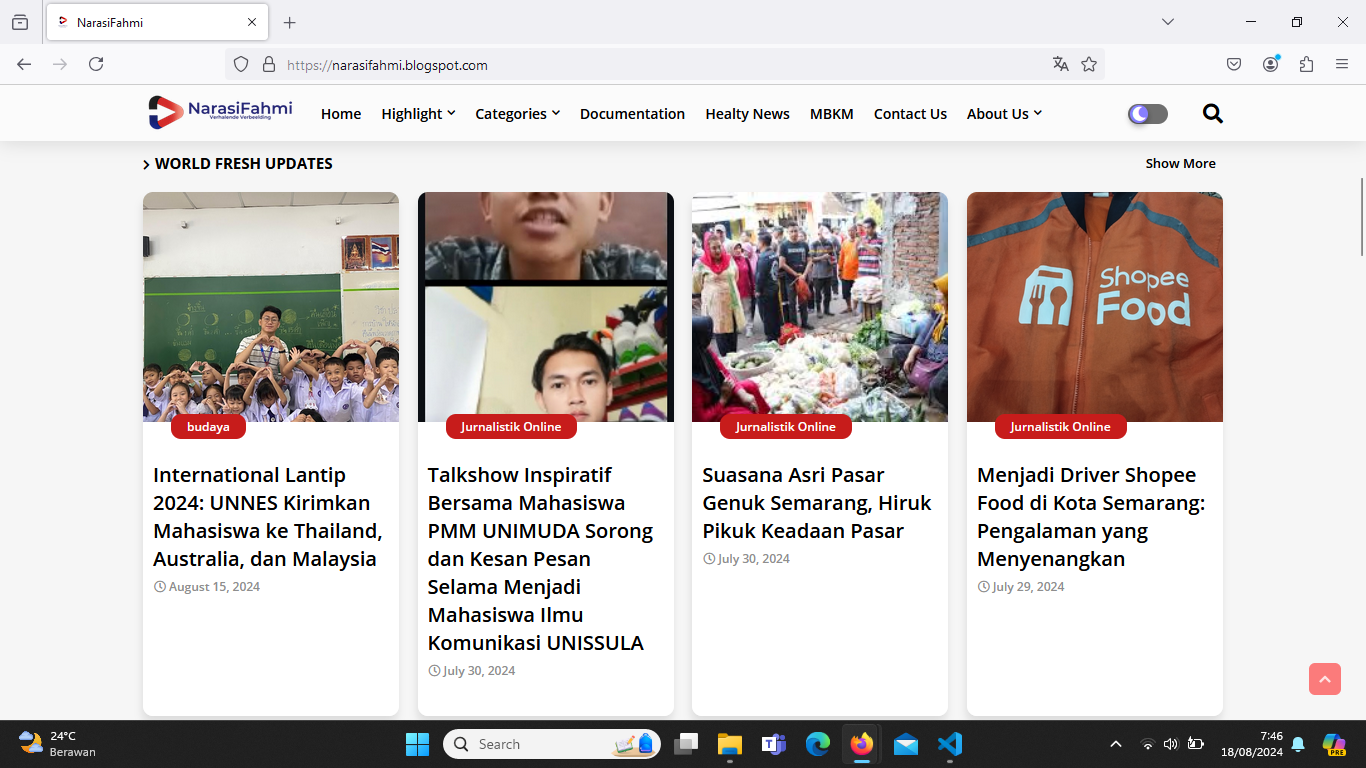 NarasiFahmi
https://narasifahmi.blogspot.com
NarasiFahmi
Verhalende Verbeelding
Home
Highlight
Categories
Documentation
Healty News
MBKM
Contact Us
About Us
WORLD FRESH UPDATES
Show More
Shopee
Food
budaya
Jurnalistik Online
Jurnalistik Online
Jurnalistik Online
International Lantip
2024: UNNES Kirimkan
Mahasiswa ke Thailand,
Australia, dan Malaysia
August 15, 2024
Talkshow Inspiratif
Bersama Mahasiswa
PMM UNIMUDA Sorong
dan Kesan Pesan
Selama Menjadi
Mahasiswa Ilmu
Komunikasi UNISSULA
July 30, 2024
Suasana Asri Pasar
Genuk Semarang, Hiruk
Pikuk Keadaan Pasar
July 30, 2024
Menjadi Driver Shopee
Food di Kota Semarang:
Pengalaman yang
Menyenangkan
July 29, 2024
24°C
Berawan
Search
7:46
18/08/2024
PRE